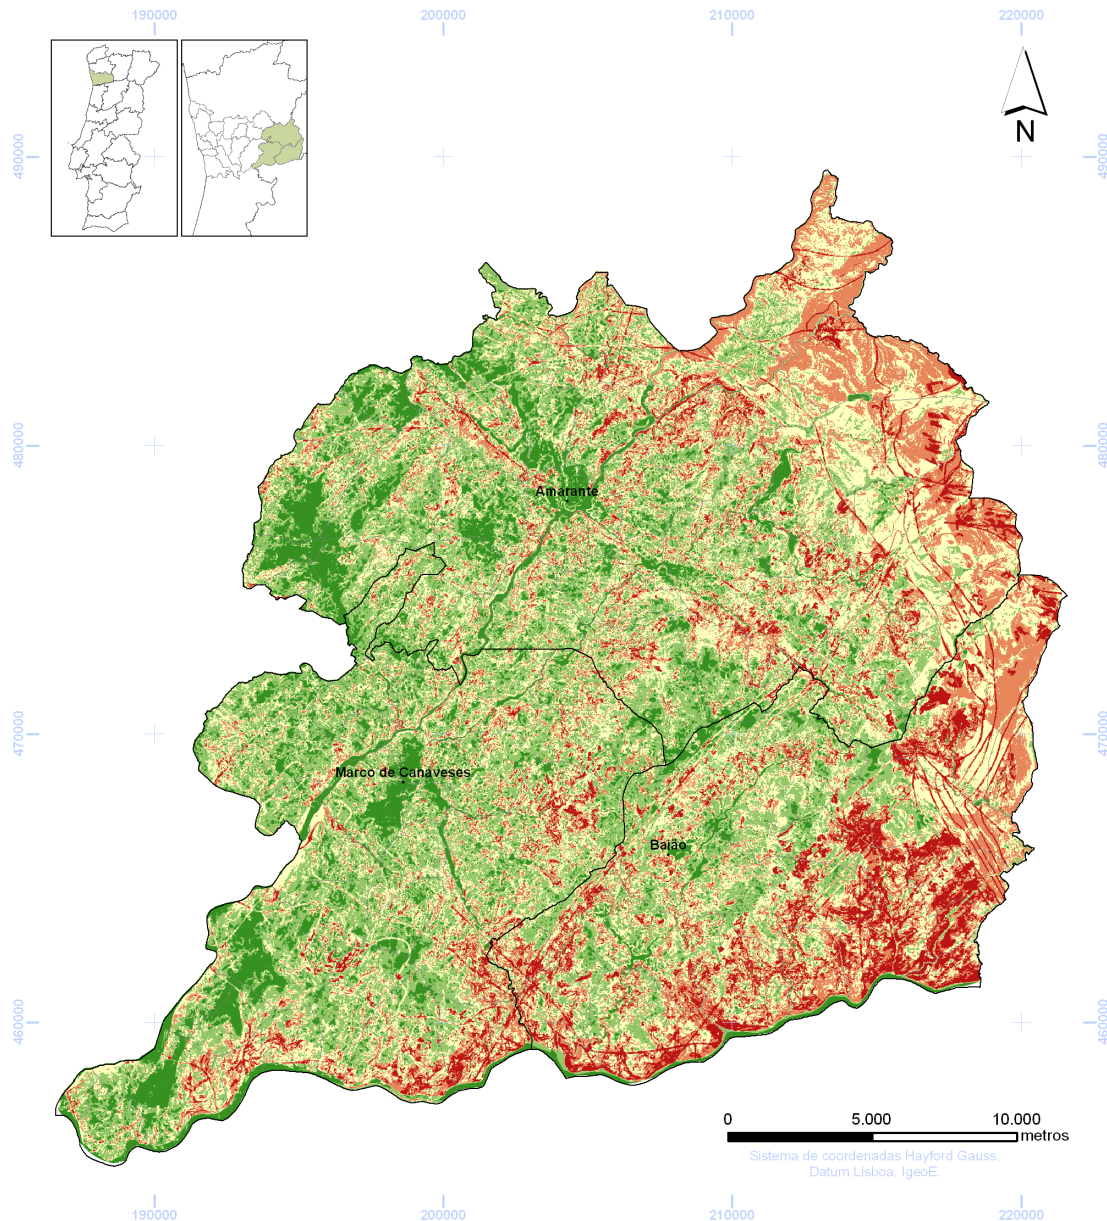 190000
200000
210000
220000
490000
490000
N
480000
480000
Amarante
470000
470000
Marco de Canaveses
Baião
460000
460000
0
5.000
10.000
metros
Sistema de coordenadas Hayford Gauss,
Datum Lisboa, IgeoE.
190000
200000
210000
220000